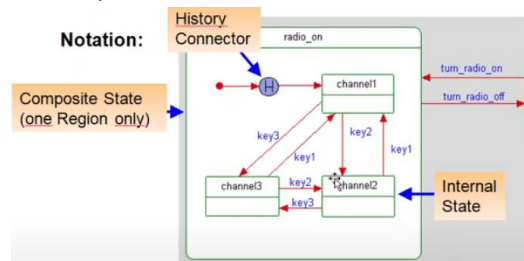 Notation:
History
Connector
radio_on
H
channel1
turn_radio_on
turn_radio_off
Composite State
(one Region only)
key3
key1
key2
key1
channel3
key2
key3
channel2
Internal
State